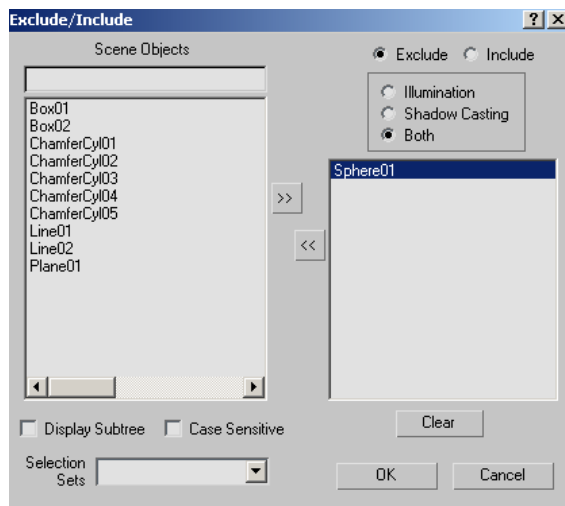 Exclude/Include
Scene Objects
Exclude Include
Illumination
Shadow Casting
Both
Box01
Box02
ChamferCyl01
ChamferCyl02
ChamferCyl03
ChamferCyl04
ChamferCyl05
Line01
Line02
Plane01
>>
<<
Sphere01
Display Subtree Case Sensitive
Clear
Selection
Sets
OK Cancel